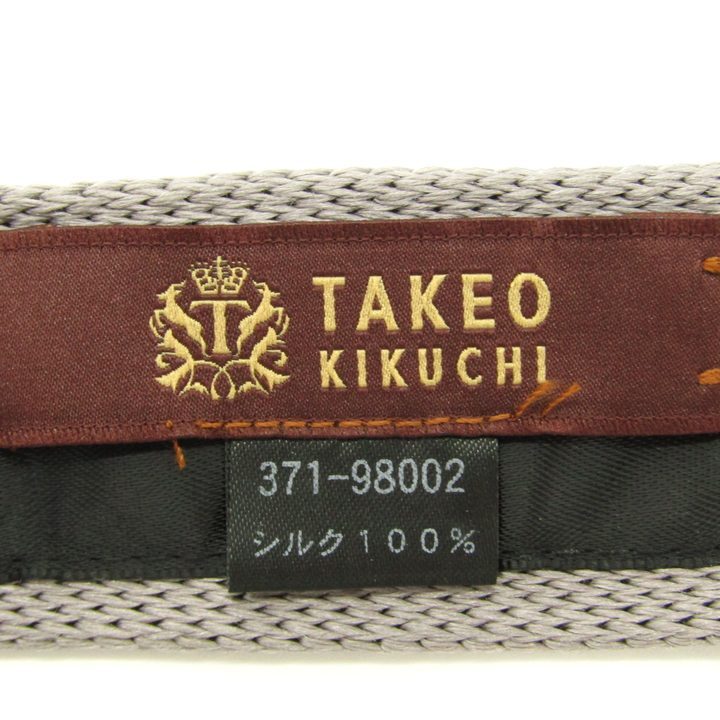 T
TAKEO
KIKUCHI
371-98002
シルク100%